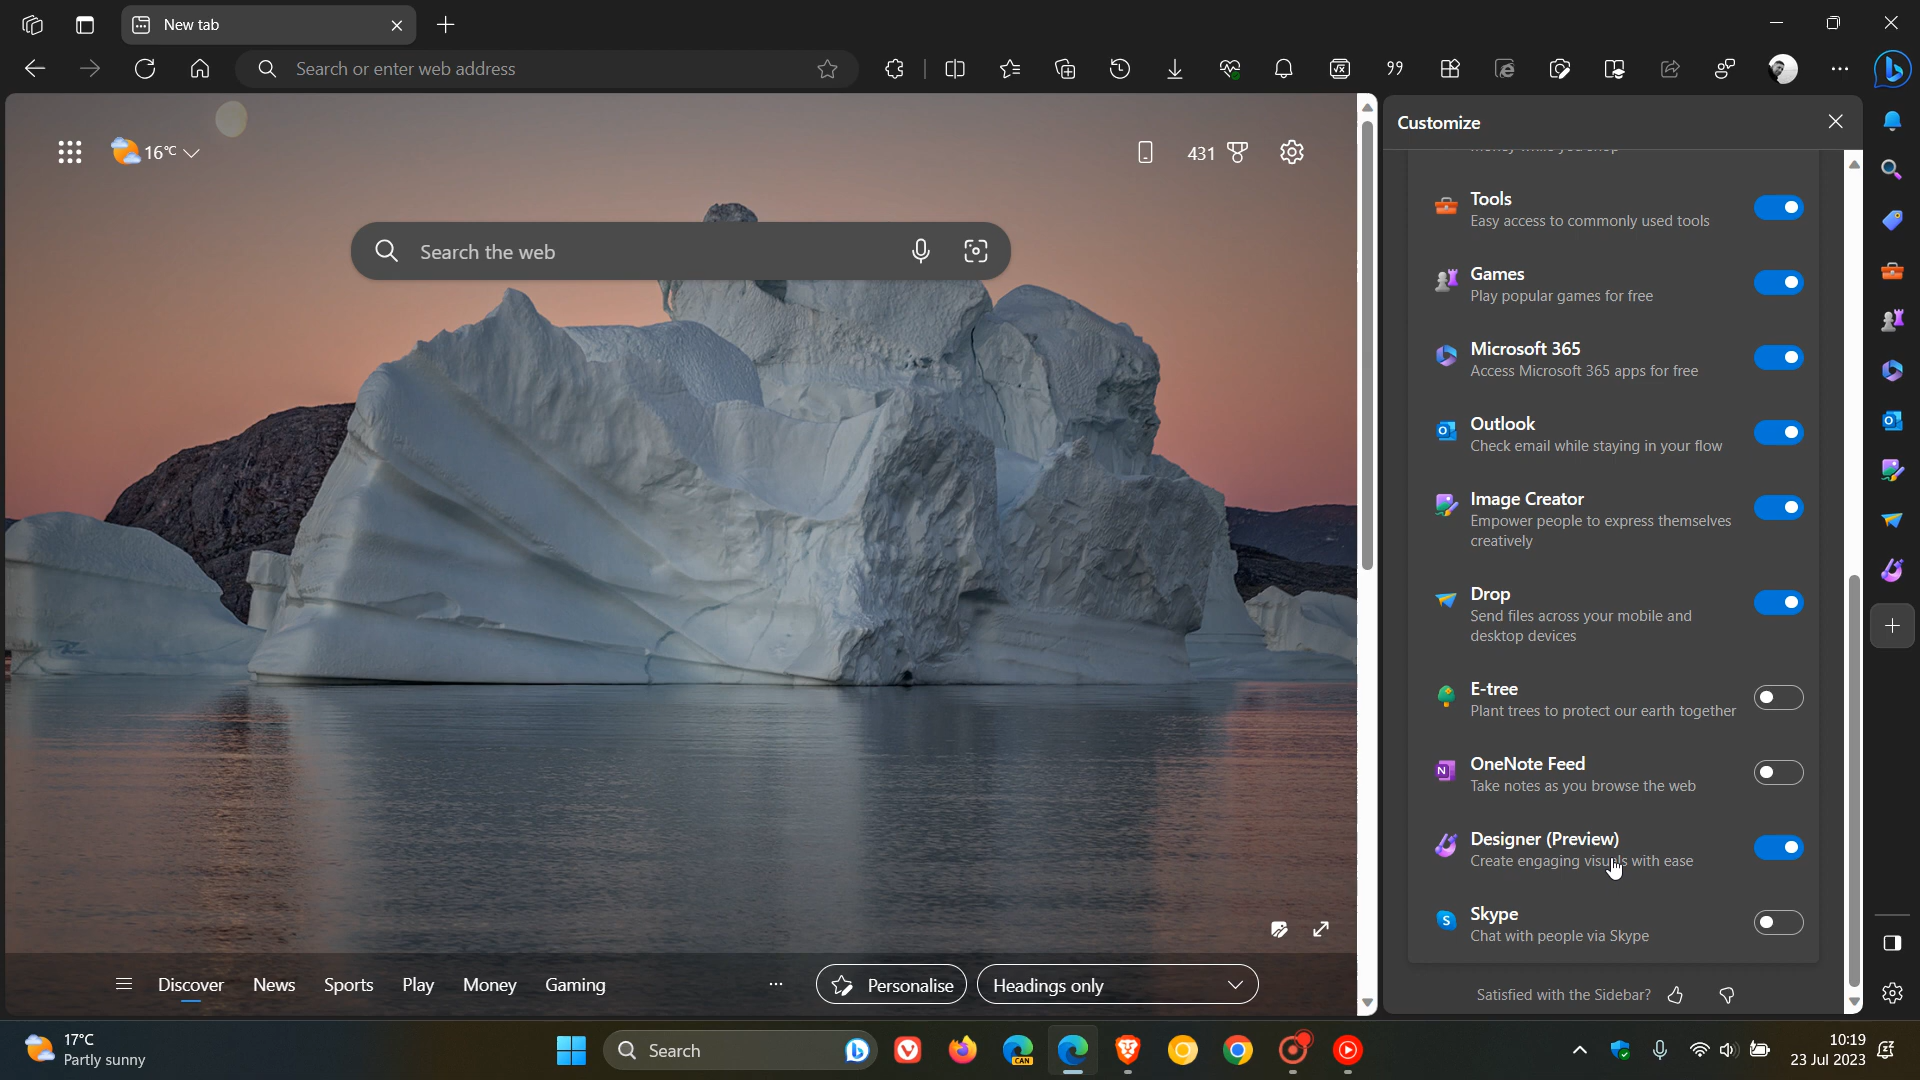 New tab
Search or enter web address
16°C
431
Search the web
Discover
News
Sports
Play
Money
Gaming
Personalise
Headings only
Customize
Tools
Easy access to commonly used tools
Games
Play popular games for free
Microsoft 365
Access Microsoft 365 apps for free
Outlook
Check email while staying in your flow
Image Creator
Empower people to express themselves
creatively
Drop
Send files across your mobile and
desktop devices
E-tree
Plant trees to protect our earth together
OneNote Feed
Take notes as you browse the web
Designer (Preview)
Create engaging visuals with ease
Skype
Chat with people via Skype
Satisfied with the Sidebar?
17°C
Partly sunny
Search
CAN
10:19
23 Jul 2023